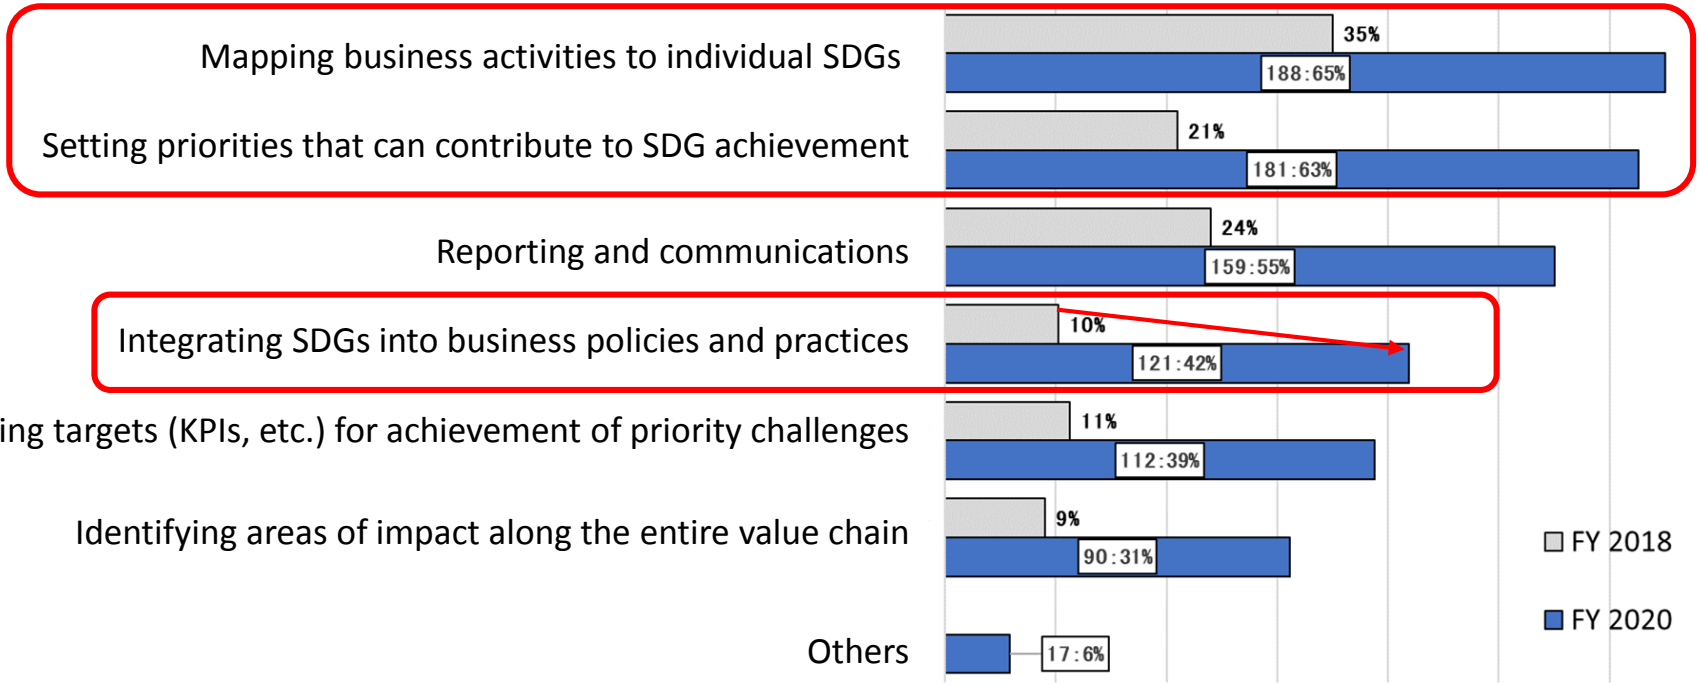 Mapping business activities to individual SDGs
35%
188:65%
Setting priorities that can contribute to SDG achievement
21%
181:63%
Reporting and communications
24%
159:55%
Integrating SDGs into business policies and practices
10%
121:42%
ing targets (KPIs, etc.) for achievement of priority challenges
11%
112:39%
Identifying areas of impact along the entire value chain
9%
90:31%
Others
17:6%
FY 2018
FY 2020